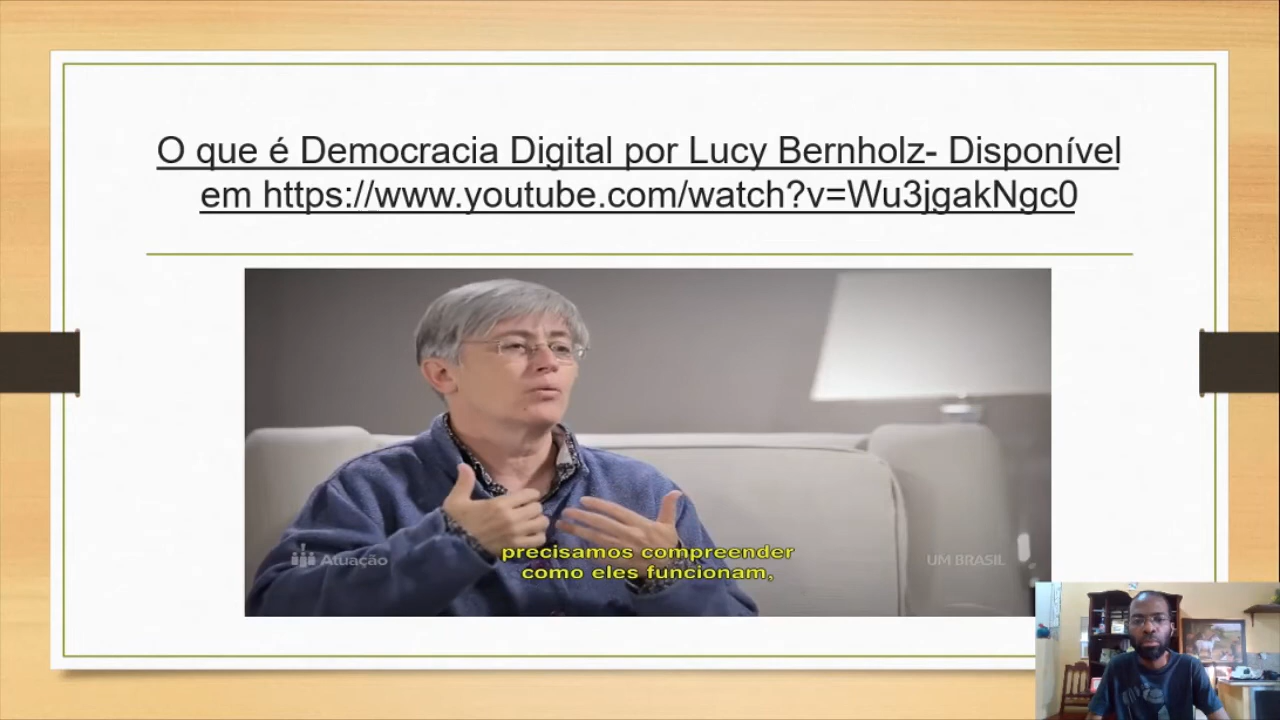 O que é Democracia Digital por Lucy Bernholz- Disponível
em https://www.youtube.com/watch?v=Wu3jgakNgc0
precisamos compreender
como eles funcionam,
Atuação
UM BRASIL